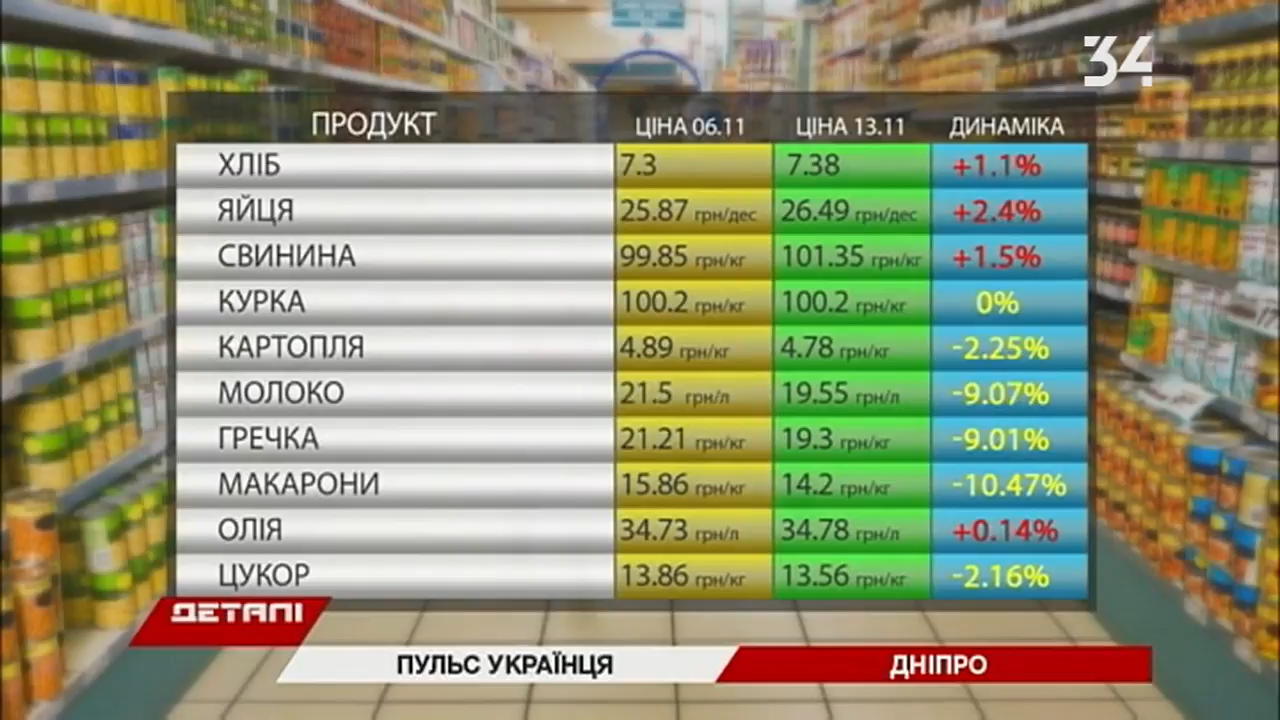 34
ПРОДУКТ ЦІНА 06.11 ЦІНА 13.11 ДИНАМІКА
ХЛІБ 7.3 7.38 +1.1%
ЯЙЦЯ 25.87 грн/дес 26.49 грн/дес +2.4%
СВИНИНА 99.85 грн/кг 101.35 грн/кг +1.5%
КУРКА 100.2 грн/кг 100.2 грн/кг 0%
КАРТОПЛЯ 4.89 грн/кг 4.78 грн/кг -2.25%
МОЛОКО 21.5 грн/л 19.55 грн/л -9.07%
ГРЕЧКА 21.21 грн/кг 19.3 грн/кг -9.01%
МАКАРОНИ 15.86 грн/кг 14.2 грн/кг -10.47%
ОЛІЯ 34.73 грн/л 34.78 грн/л +0.14%
ЦУКОР 13.86 грн/кг 13.56 грн/кг -2.16%
ДЕТАЛІ
ПУЛЬС УКРАЇНЦЯ ДНІПРО